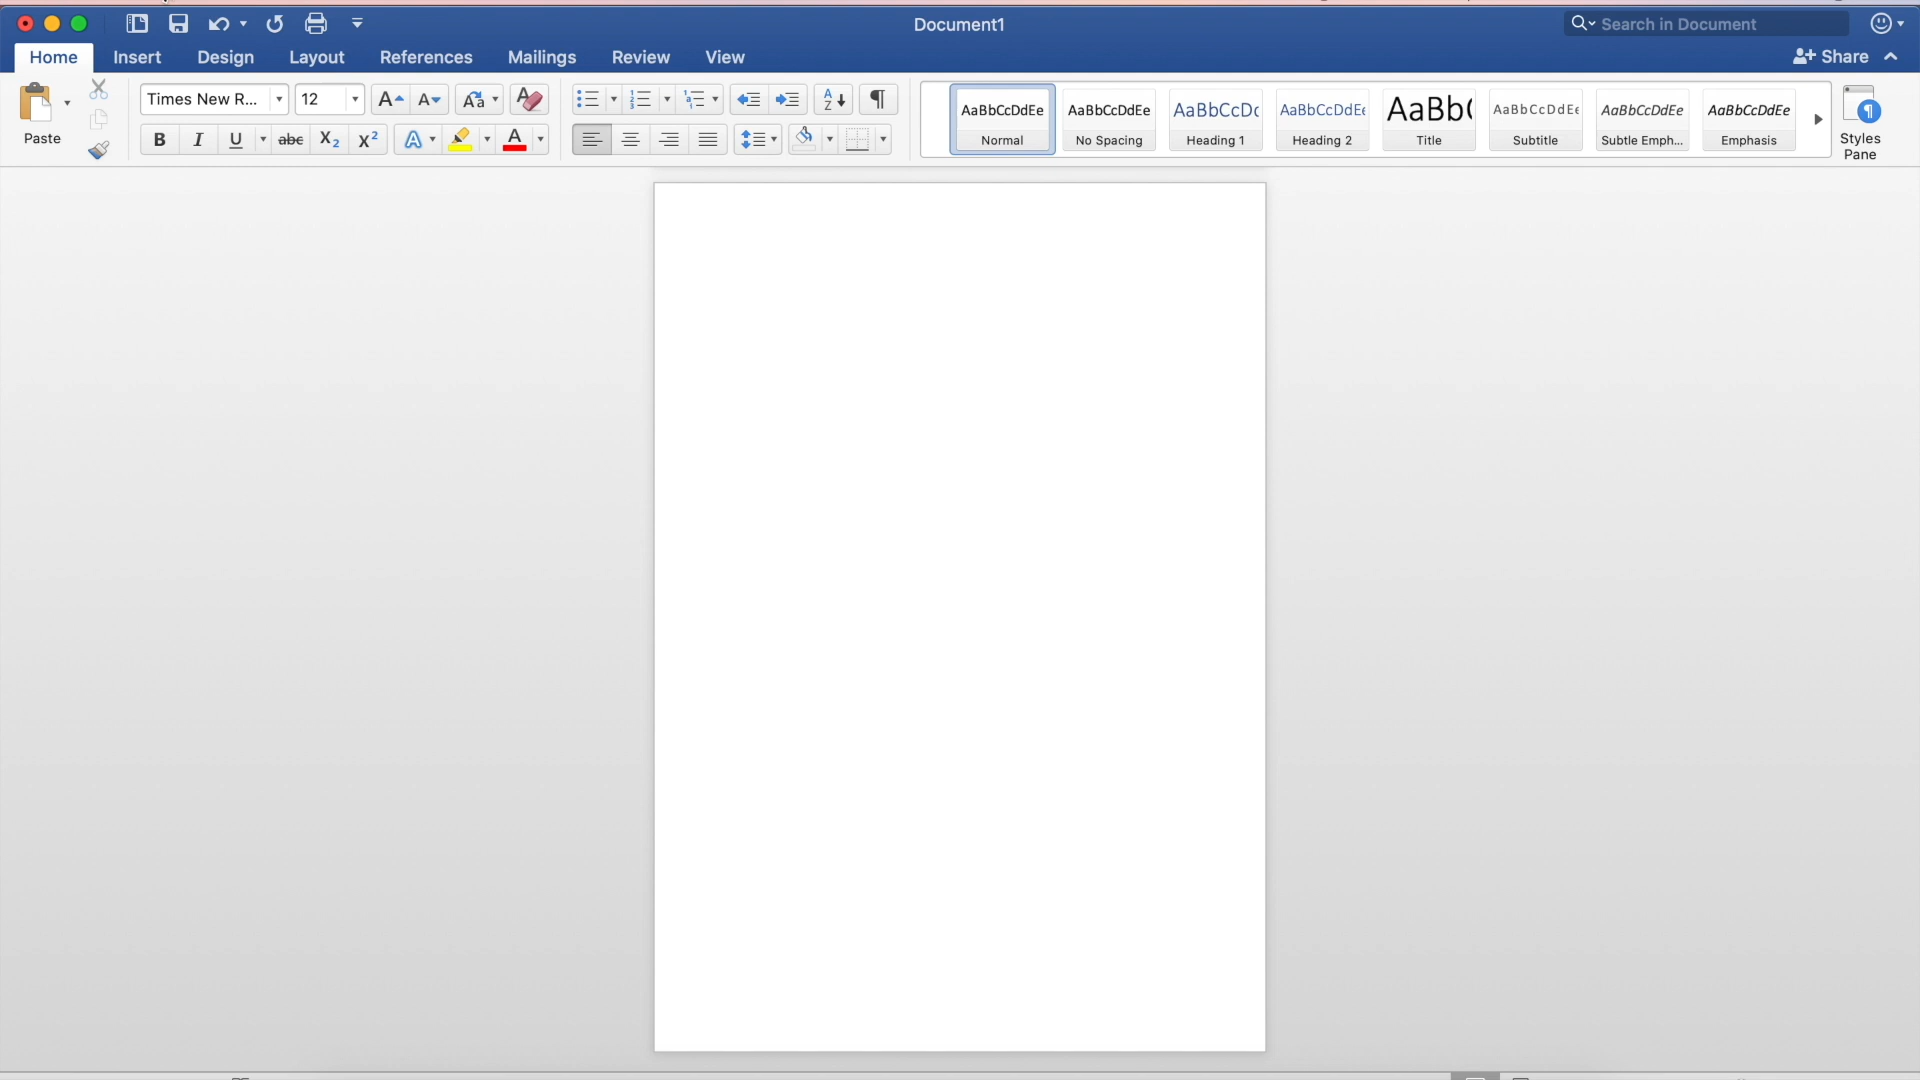 Document1
Search in Document
Home Insert Design Layout References Mailings Review View
Share
Paste
Times New R... 12 A A Aa A
B I U abc X2 X2 A A
AaBbCcDdEe AaBbCcDdEe AaBbCcDc AaBbCcDdEe AaBb( AaBbCcDdEe AaBbCcDdEe AaBbCcDdEe
Normal No Spacing Heading 1 Heading 2 Title Subtitle Subtle Emph... Emphasis
Styles
Pane